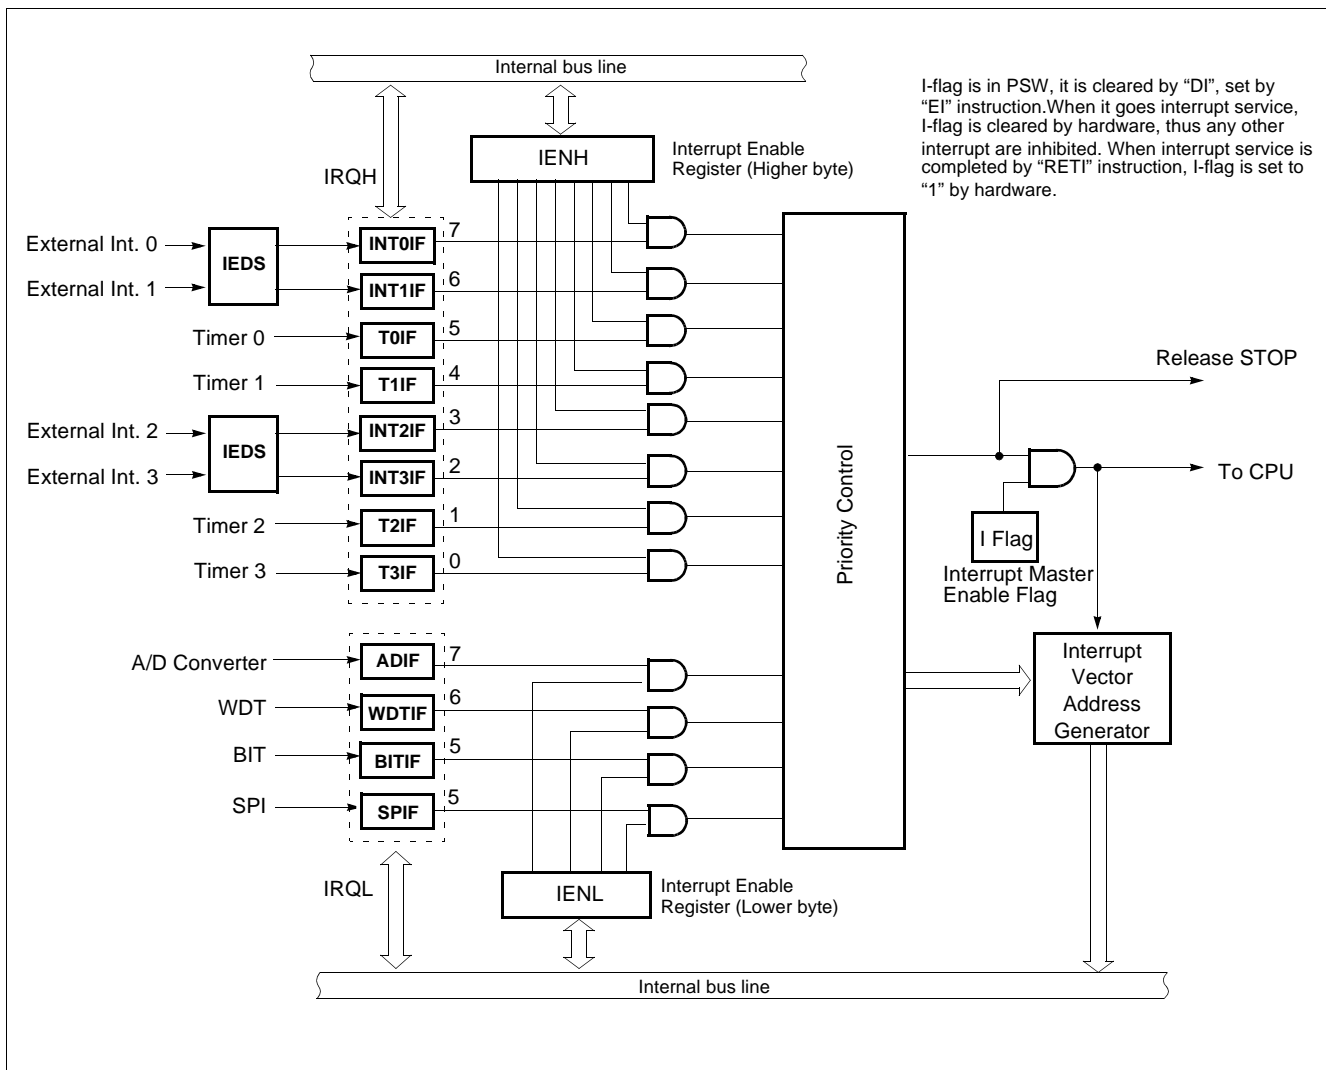 Internal bus line
I-flag is in PSW, it is cleared by “DI”, set by
“EI” instruction.When it goes interrupt service,
I-flag is cleared by hardware, thus any other
interrupt are inhibited. When interrupt service is
completed by “RETI” instruction, I-flag is set to
“1” by hardware.
IENH
Interrupt Enable
Register (Higher byte)
IRQH
External Int. 0
IEDS
INT0IF
7
External Int. 1
INT1IF
6
Timer 0
T0IF
5
Timer 1
T1IF
4
External Int. 2
IEDS
INT2IF
3
External Int. 3
INT3IF
2
Timer 2
T2IF
1
Timer 3
T3IF
0
Priority Control
Release STOP
To CPU
I Flag
Interrupt Master
Enable Flag
A/D Converter
ADIF
7
WDT
WDTIF
6
BIT
BITIF
5
SPI
SPIF
5
Interrupt
Vector
Address
Generator
IRQL
IENL
Interrupt Enable
Register (Lower byte)
Internal bus line